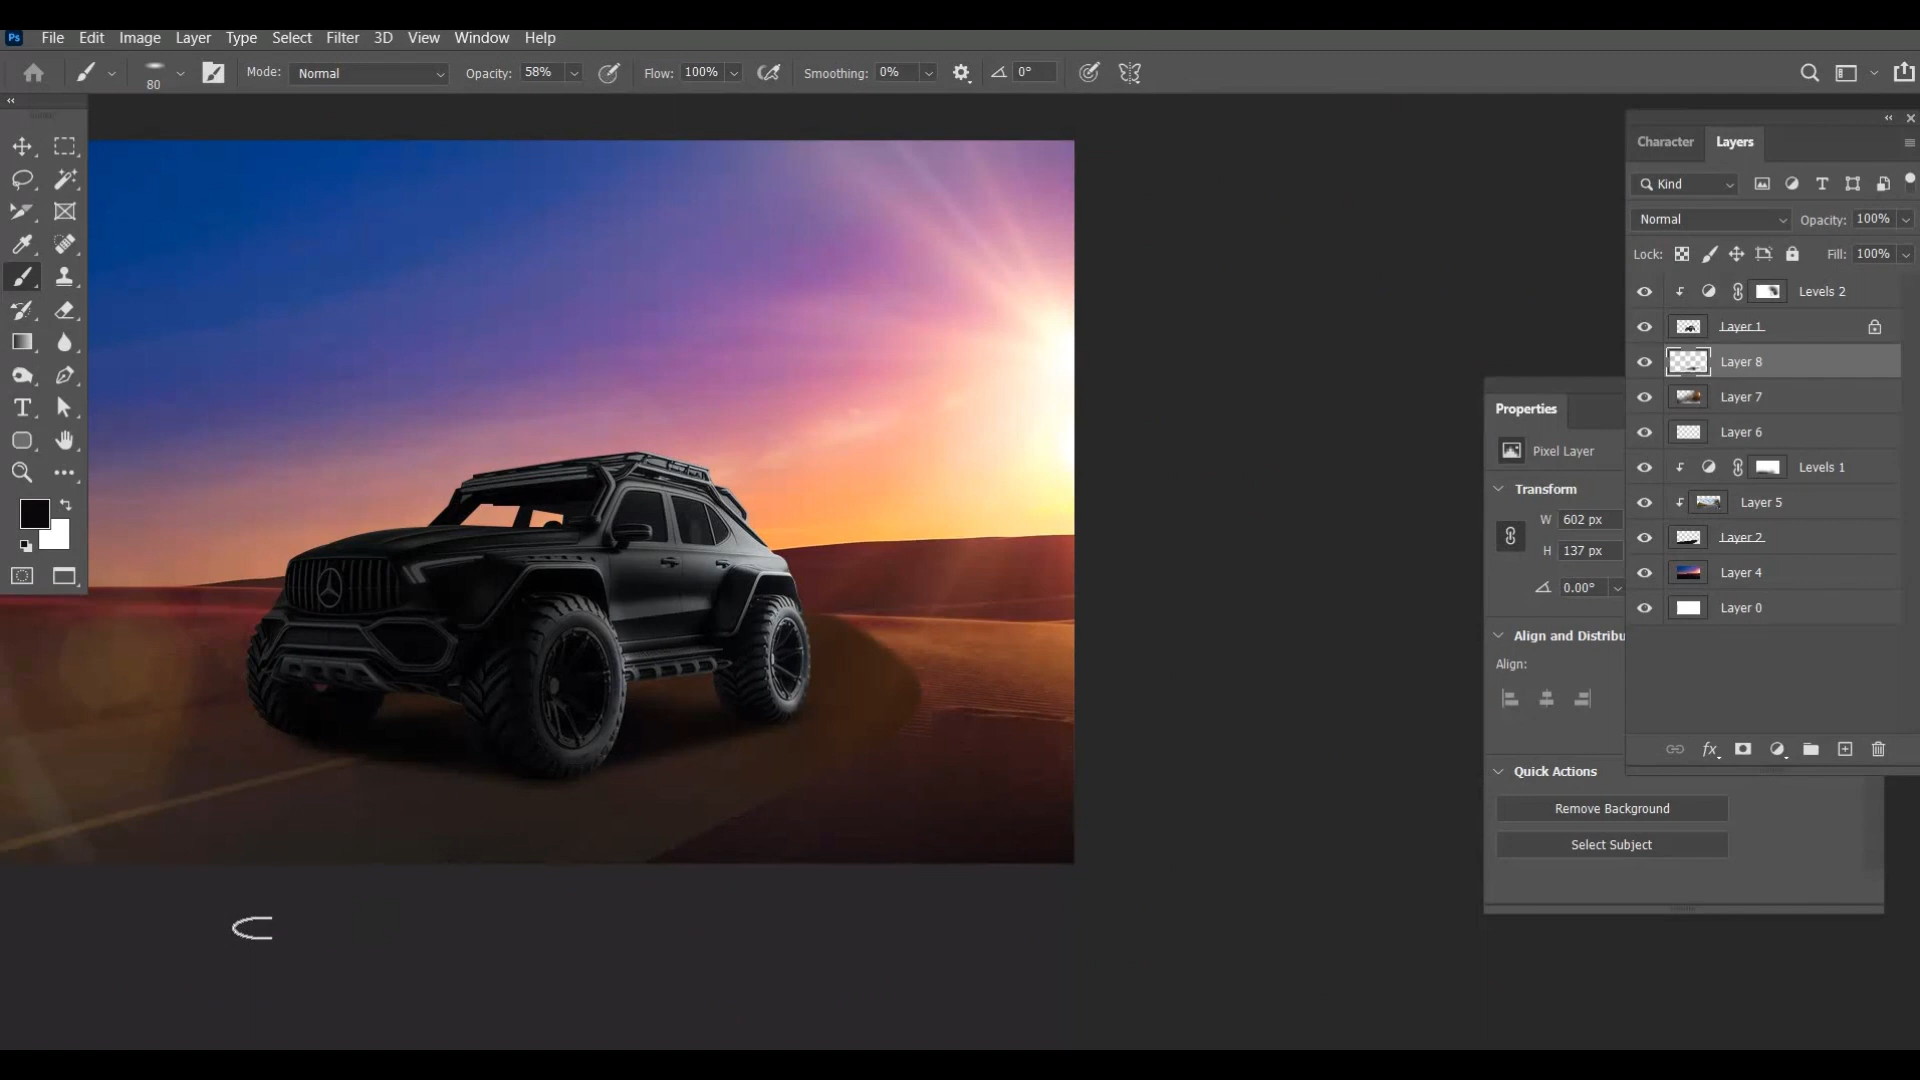 Ps File Edit Image Layer Type Select Filter 3D View Window Help
80 Mode: Normal Opacity: 58% Flow: 100% Smoothing: 0% 0°
Character Layers
Kind
Normal Opacity: 100%
Lock: Fill: 100%
Levels 2
Layer 1
Layer 8
Layer 7
Layer 6
Levels 1
Layer 5
Layer 2
Layer 4
Layer 0
fx
Properties
Pixel Layer
Transform
W 602 px
H 137 px
0.00°
Align and Distribu
Align:
Quick Actions
Remove Background
Select Subject